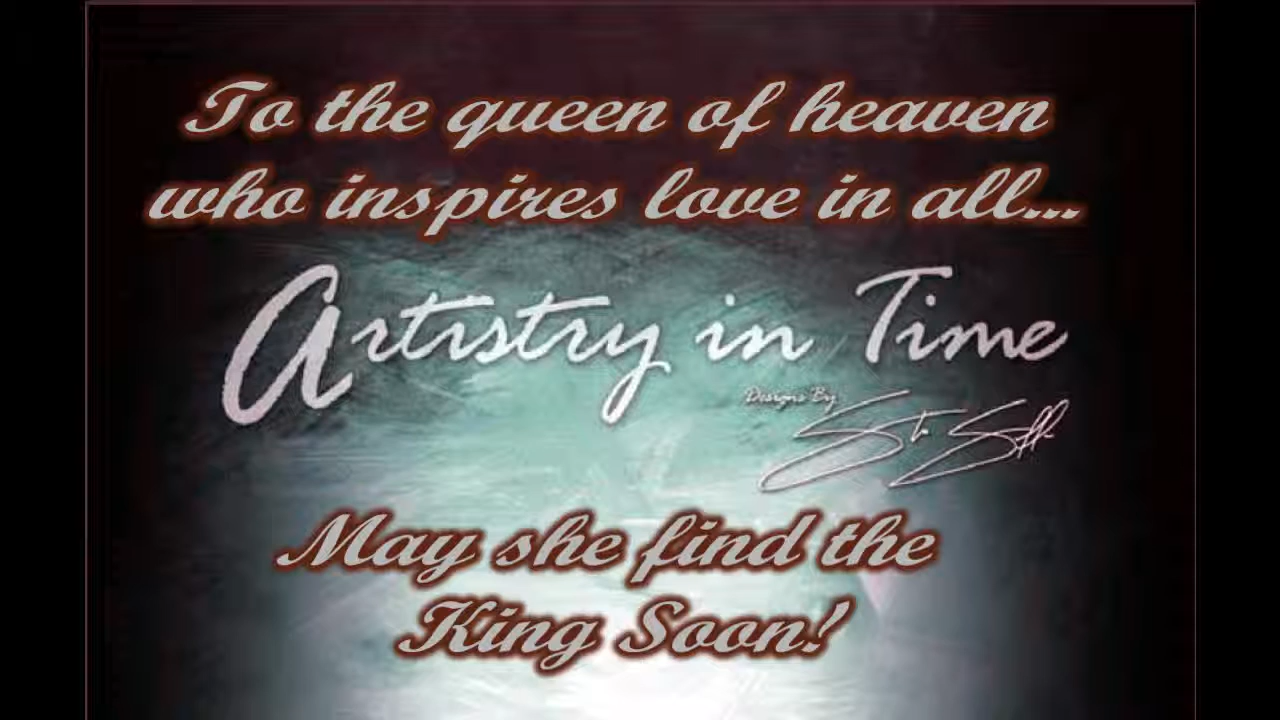 To the queen of heaven
who inspires love in all...
Artistry in Time
Designs By
May she find the
King Soon!